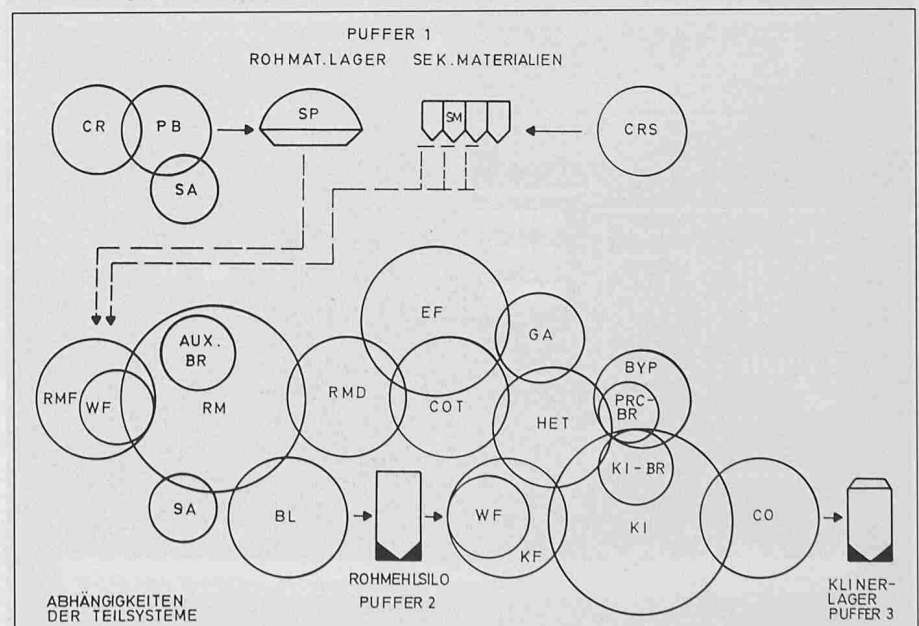 PUFFER 1
ROHMAT.LAGER SEK.MATERIALIEN
CR
PB
SP
SM
CRS
SA
EF
GA
AUX.
BR
BYP
RMF
WF
RM
RMD
COT
HET
PRC-
BR
KI-BR
SA
BL
WF
KF
KI
CO
ROHMEHLSILO
PUFFER 2
KLINER-
LAGER
PUFFER 3
ABHÄNGIGKEITEN
DER TEILSYSTEME